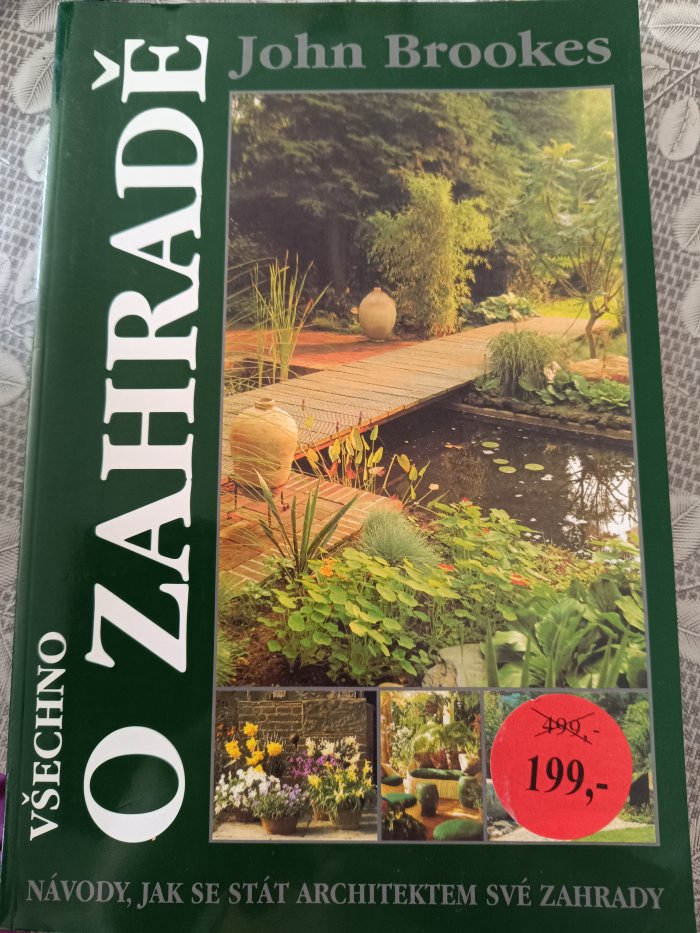 John Brookes
VŠECHNO
O ZAHRADĚ
499,-
199,-
NÁVODY, JAK SE STÁT ARCHITEKTEM SVÉ ZAHRADY